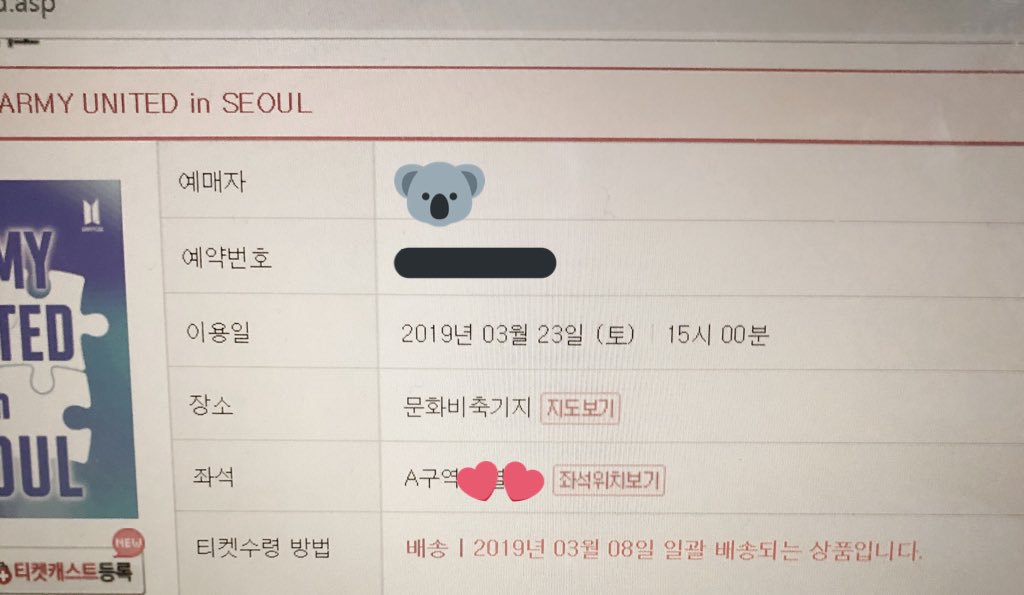 d.asp
ARMY UNITED in SEOUL
예매자
예약번호
이용일 2019년 03월 23일 (토) 15시 00분
장소 문화비축기지 지도보기
좌석 A구역 좌석위치보기
티켓수령 방법 배송 | 2019년 03월 08일 일괄 배송되는 상품입니다.
MY
TED
n
OUL
NEW
티켓캐스트등록